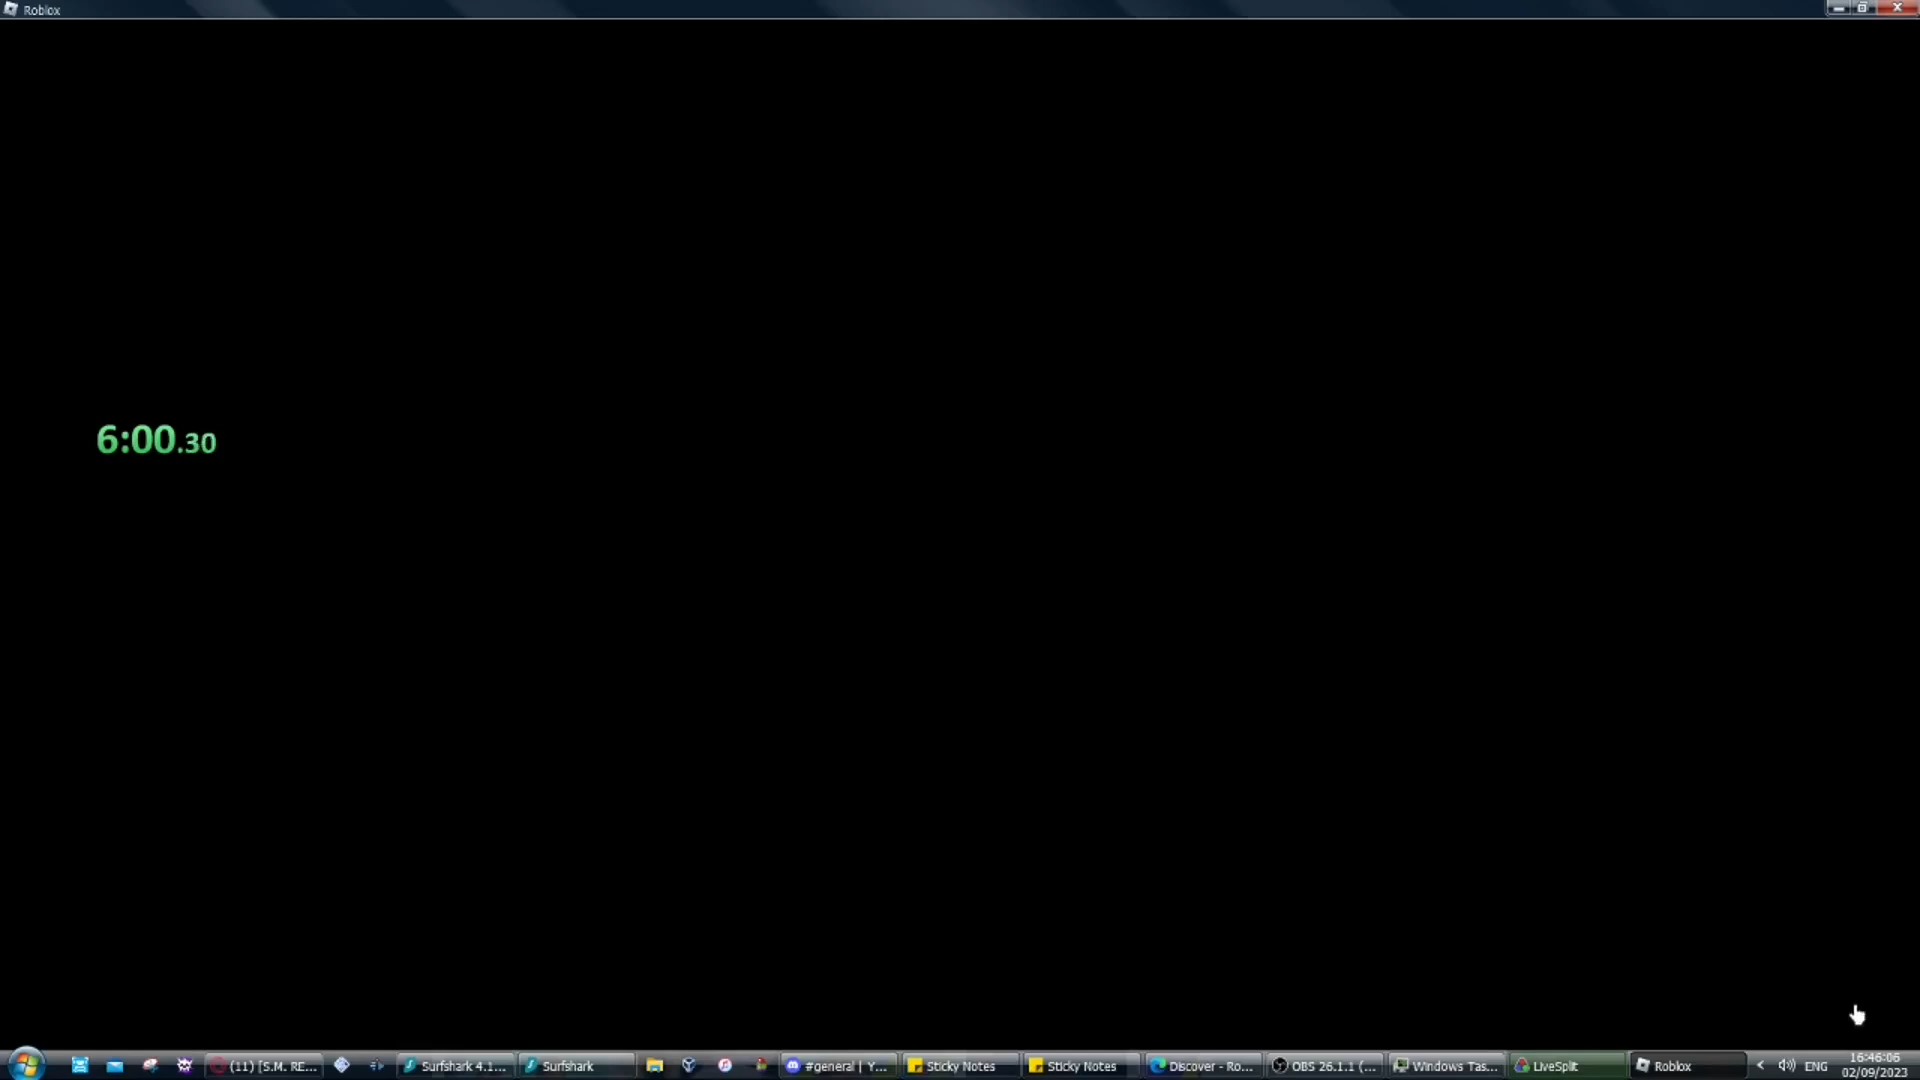 Roblox
6:00.30
(11) [S.M. RE...
Surfshark 4.1...
Surfshark
#general | Y...
Sticky Notes
Sticky Notes
Discover - Ro...
OBS 26.1.1 (...
Windows Tas...
LiveSplit
Roblox
ENG
16:46:06
02/09/2023